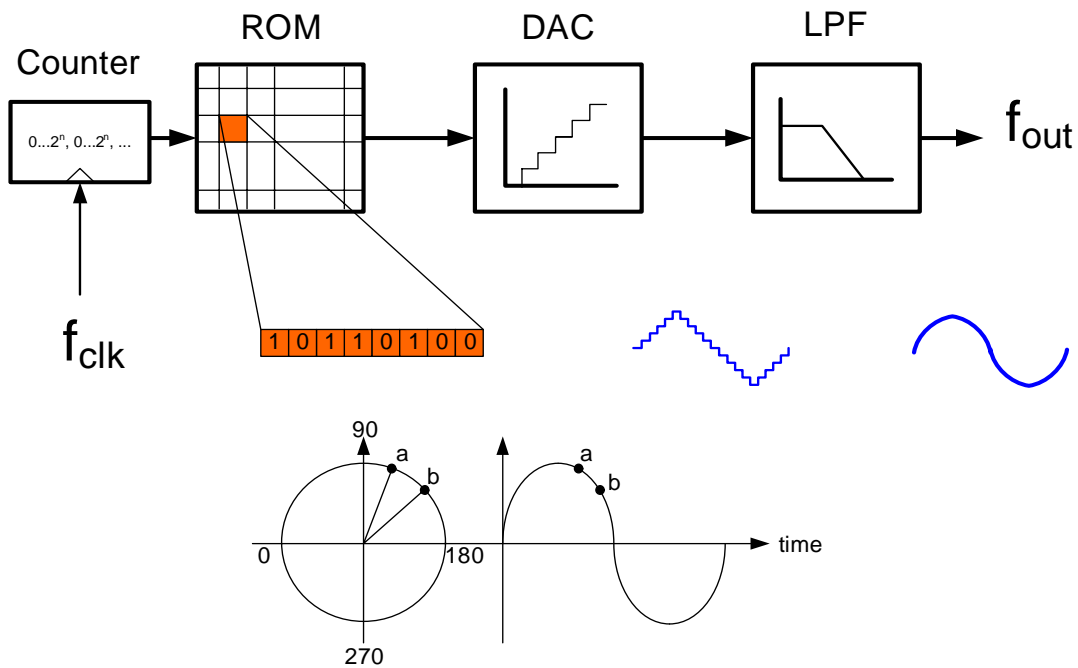 ROM
DAC
LPF
Counter
0...2ⁿ, 0...2ⁿ, ...
f_out
f_clk
1 0 1 1 0 1 0 0
90
a
b
a
b
0
180
time
270